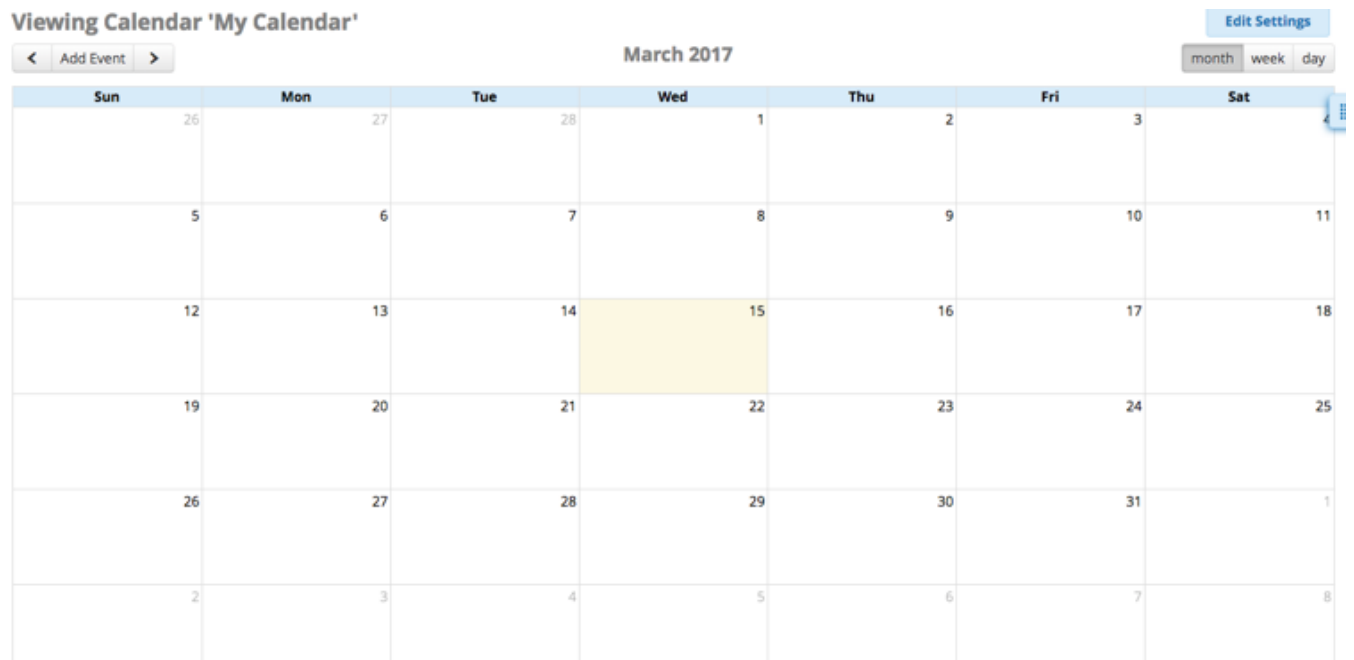 Viewing Calendar 'My Calendar'
Edit Settings
Add Event
March 2017
month week day
Sun Mon Tue Wed Thu Fri Sat
26 27 28 1 2 3 4
5 6 7 8 9 10 11
12 13 14 15 16 17 18
19 20 21 22 23 24 25
26 27 28 29 30 31 1
2 3 4 5 6 7 8